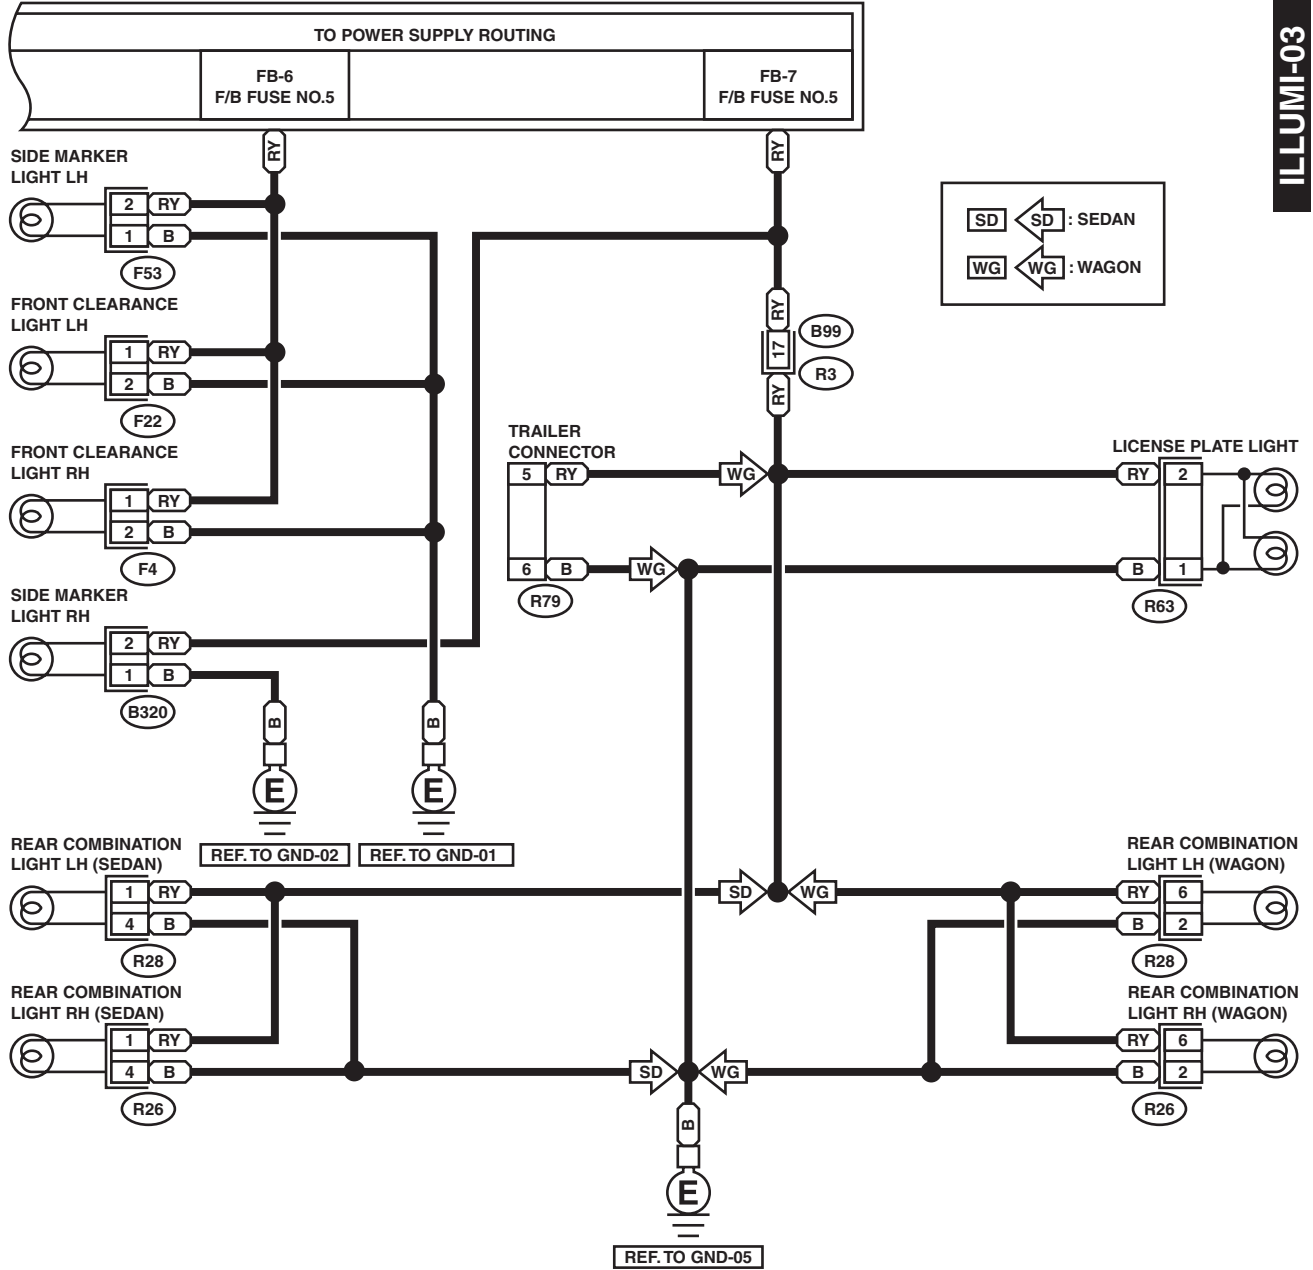 TO POWER SUPPLY ROUTING
FB-6
F/B FUSE NO.5
FB-7
F/B FUSE NO.5
ILLUMI-03
RY
RY
SIDE MARKER
LIGHT LH
2 RY
1 B
F53
SD SD : SEDAN
WG WG : WAGON
FRONT CLEARANCE
LIGHT LH
1 RY
2 B
F22
RY
17
RY
B99
R3
FRONT CLEARANCE
LIGHT RH
1 RY
2 B
F4
TRAILER
CONNECTOR
5 RY
WG
6 B
WG
R79
LICENSE PLATE LIGHT
RY 2
B 1
R63
SIDE MARKER
LIGHT RH
2 RY
1 B
B320
B
B
E
E
REF. TO GND-02
REF. TO GND-01
REAR COMBINATION
LIGHT LH (SEDAN)
1 RY
4 B
R28
SD
WG
REAR COMBINATION
LIGHT LH (WAGON)
RY 6
B 2
R28
REAR COMBINATION
LIGHT RH (SEDAN)
1 RY
4 B
R26
SD
WG
REAR COMBINATION
LIGHT RH (WAGON)
RY 6
B 2
R26
B
E
REF. TO GND-05